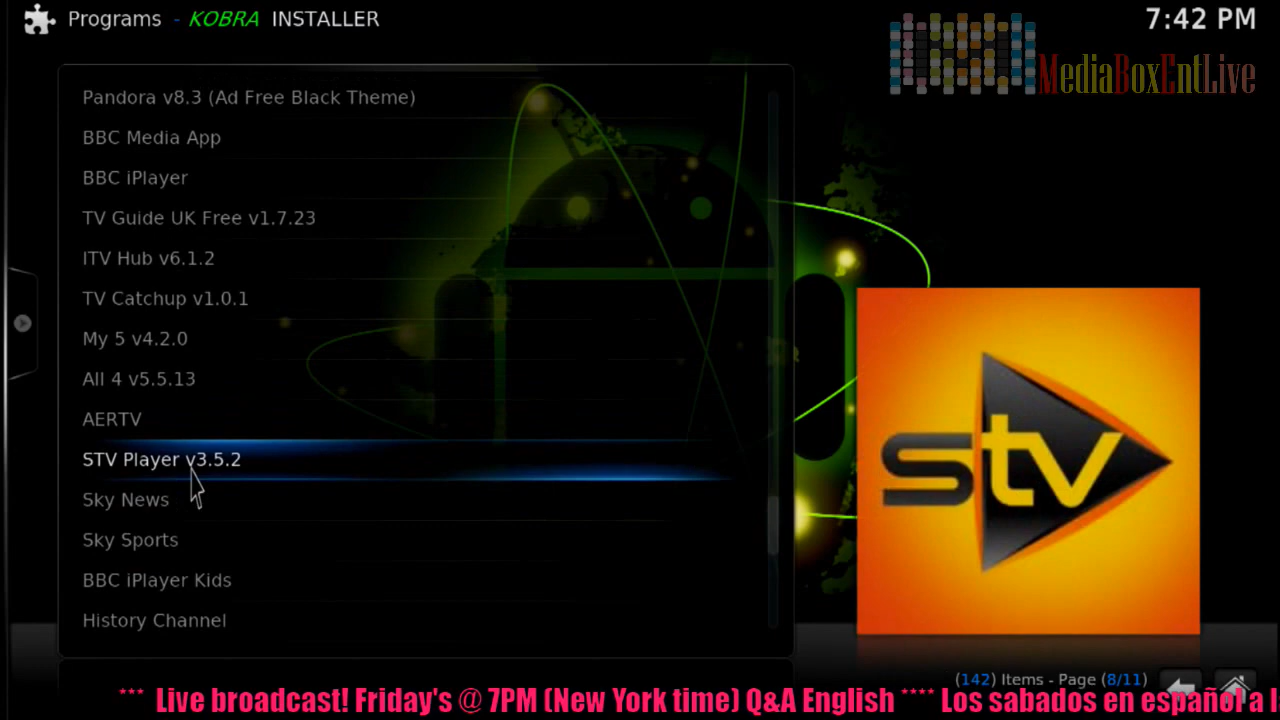 Programs - KOBRA INSTALLER
7:42 PM
MediaBoxEntLive
Pandora v8.3 (Ad Free Black Theme)
BBC Media App
BBC iPlayer
TV Guide UK Free v1.7.23
ITV Hub v6.1.2
TV Catchup v1.0.1
My 5 v4.2.0
All 4 v5.5.13
AERTV
STV Player v3.5.2
Sky News
Sky Sports
BBC iPlayer Kids
History Channel
stv
(142) Items - Page (8/11)
*** Live broadcast! Friday's @ 7PM (New York time) Q&A English **** Los sabados en español a l